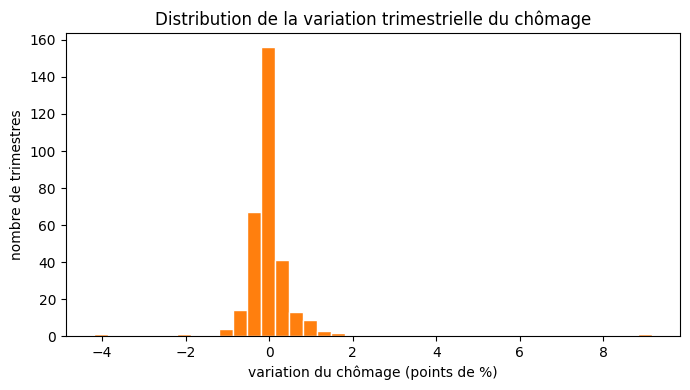 Distribution de la variation trimestrielle du chômage
nombre de trimestres
160
140
120
100
80
60
40
20
0
−4 −2 0 2 4 6 8
variation du chômage (points de %)